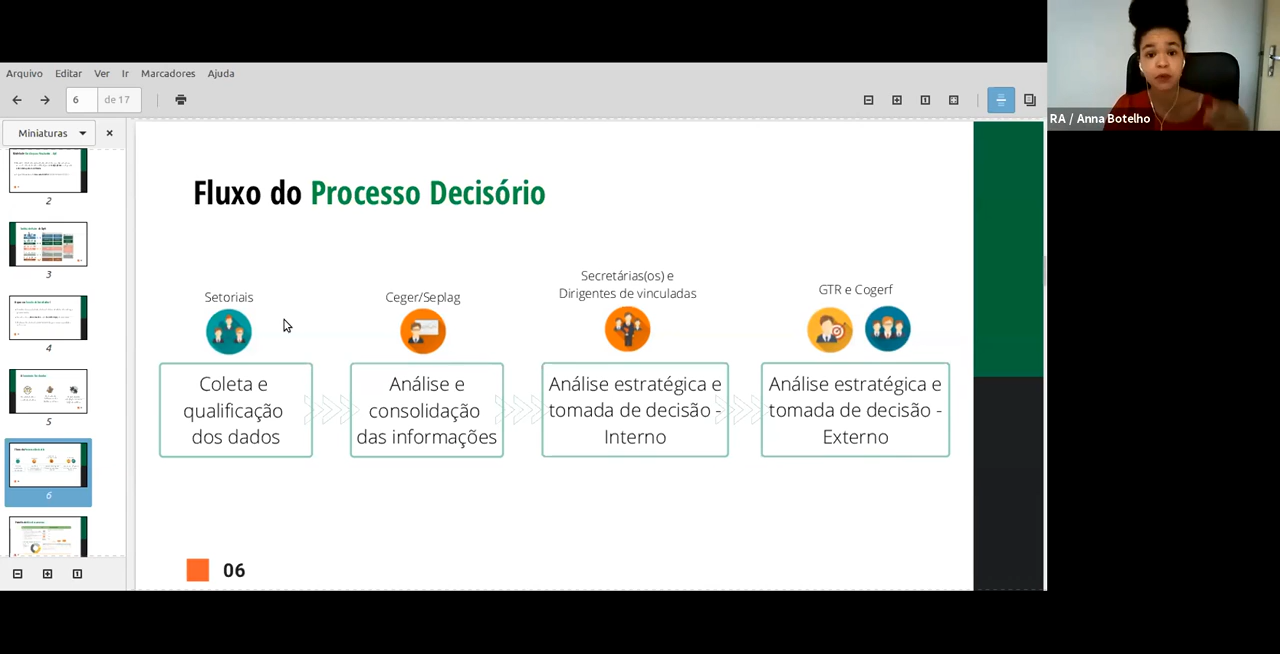 Arquivo Editar Ver Ir Marcadores Ajuda
6 de 17
Miniaturas
2
3
4
5
6
Fluxo do Processo Decisório
Setoriais
Coleta e
qualificação
dos dados
Ceger/Seplag
Análise e
consolidação
das informações
Secretárias(os) e
Dirigentes de vinculadas
Análise estratégica e
tomada de decisão -
Interno
GTR e Cogerf
Análise estratégica e
tomada de decisão -
Externo
06
RA / Anna Botelho